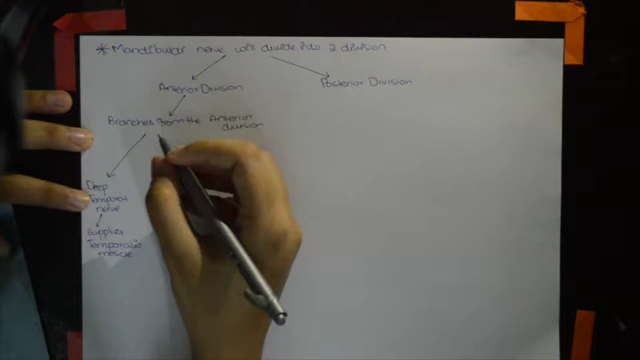 * Mandibular nerve will divide into 2 division
Anterior Division
Posterior Division
Branches from the Anterior
division
Deep
Temporal
nerve
Supplies
Temporalis
muscle